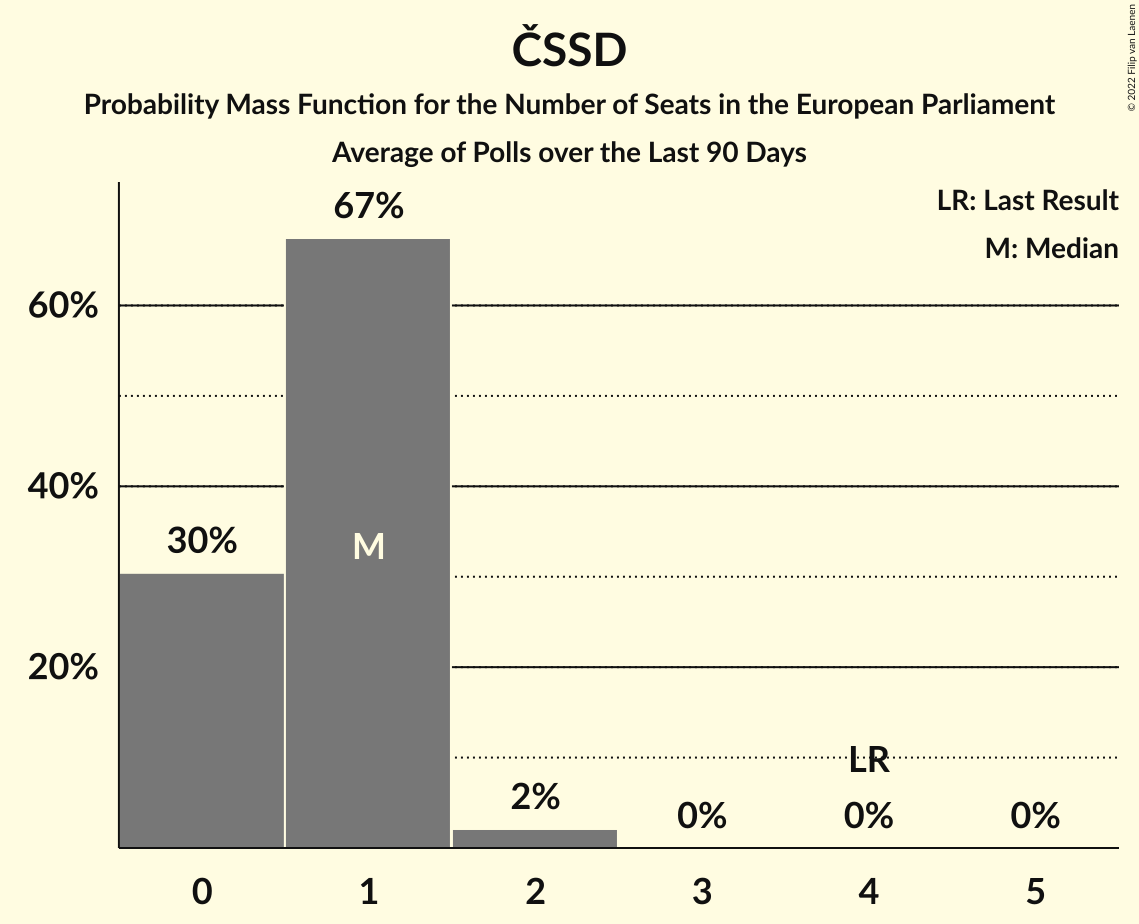 ČSSD
Probability Mass Function for the Number of Seats in the European Parliament
Average of Polls over the Last 90 Days
© 2022 Filip van Laenen
LR: Last Result
M: Median
67%
60%
40%
30%
M
20%
LR
2%
0%
0%
0%
0 1 2 3 4 5